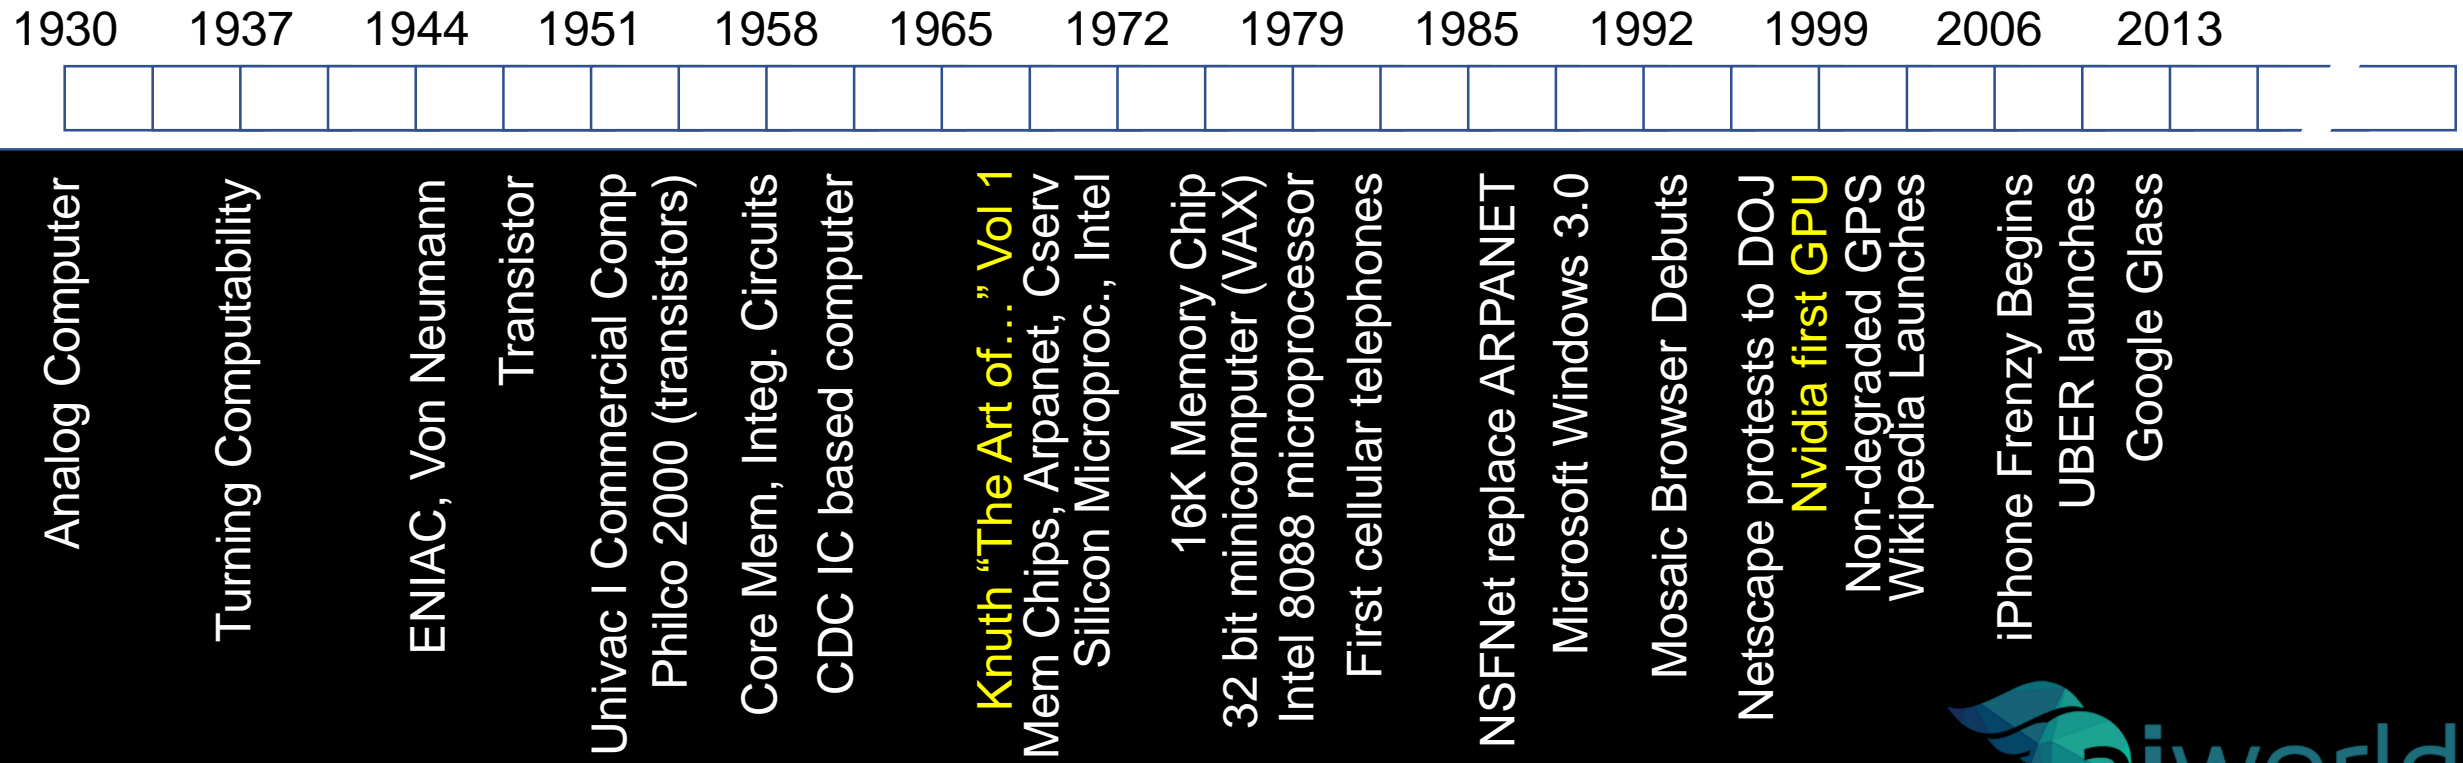 1930 1937 1944 1951 1958 1965 1972 1979 1985 1992 1999 2006 2013
Analog Computer
Turning Computability
ENIAC, Von Neumann
Transistor
Univac I Commercial Comp
Philco 2000 (transistors)
Core Mem, Integ. Circuits
CDC IC based computer
Knuth “The Art of…” Vol 1
Mem Chips, Arpanet, Cserv
Silicon Microproc., Intel
16K Memory Chip
32 bit minicomputer (VAX)
Intel 8088 microprocessor
First cellular telephones
NSFNet replace ARPANET
Microsoft Windows 3.0
Mosaic Browser Debuts
Netscape protests to DOJ
Nvidia first GPU
Non-degraded GPS
Wikipedia Launches
iPhone Frenzy Begins
UBER launches
Google Glass
aiworld